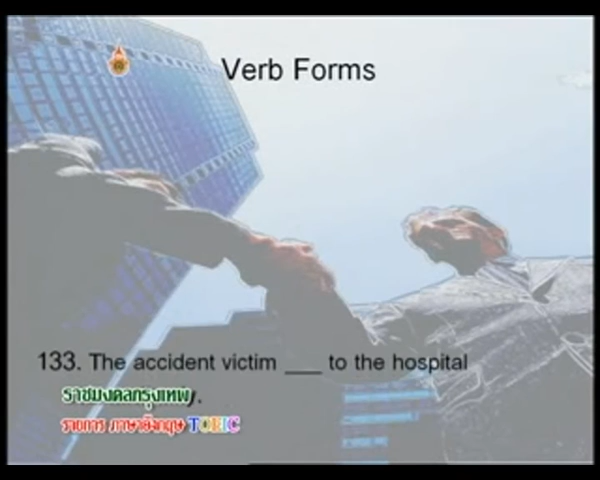 Verb Forms
133. The accident victim ___ to the hospital
ราชมงคลกรุงเทพฯ.
รายการ ภาษาอังกฤษ TOEIC